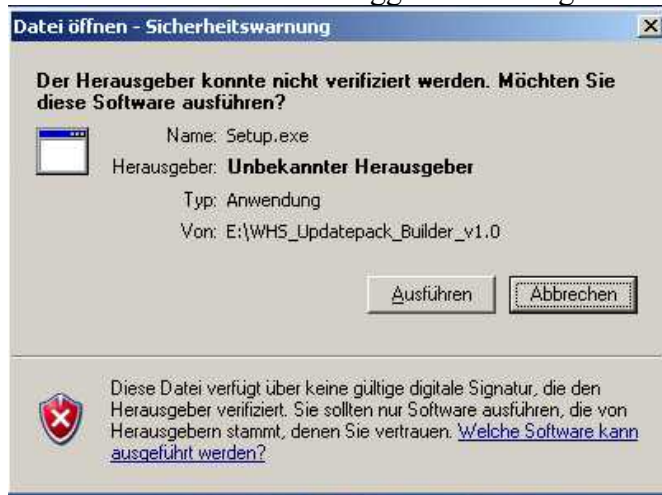 Datei öffnen - Sicherheitswarnung
Der Herausgeber konnte nicht verifiziert werden. Möchten Sie
diese Software ausführen?
Name: Setup.exe
Herausgeber: Unbekannter Herausgeber
Typ: Anwendung
Von: E:\WHS_Updatepack_Builder_v1.0
Ausführen Abbrechen
Diese Datei verfügt über keine gültige digitale Signatur, die den
Herausgeber verifiziert. Sie sollten nur Software ausführen, die von
Herausgebern stammt, denen Sie vertrauen. Welche Software kann
ausgeführt werden?